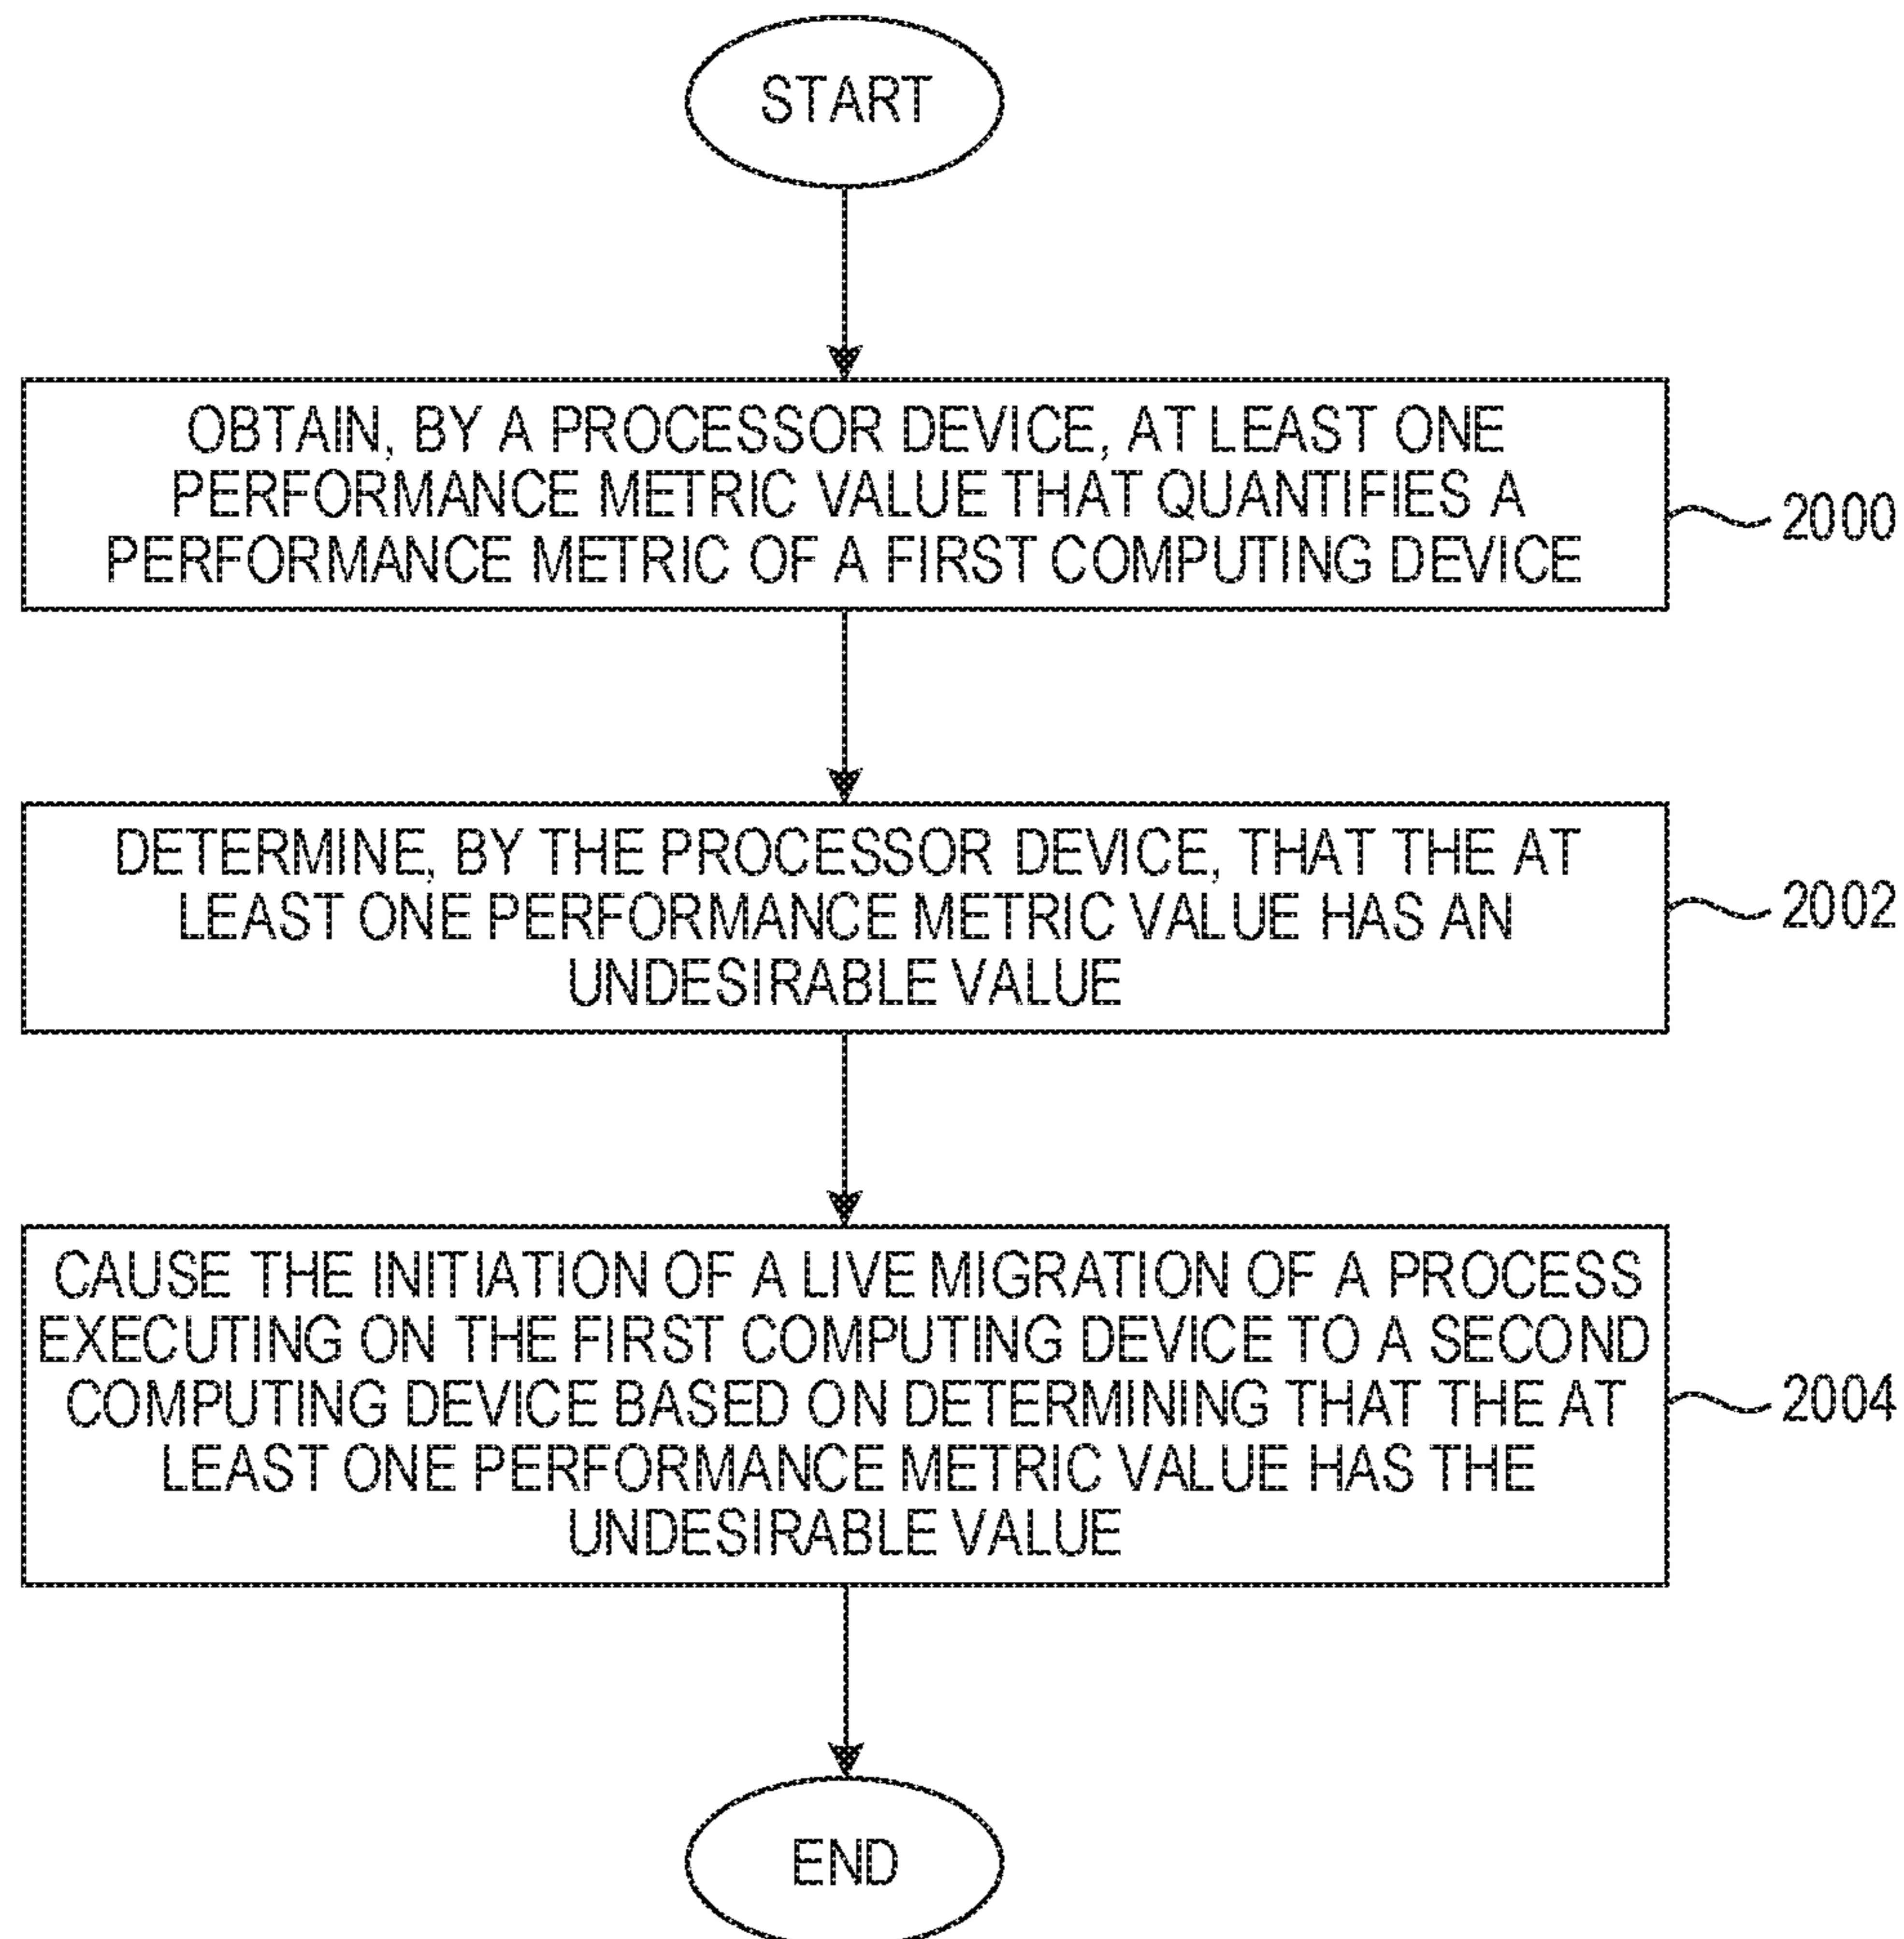 START
OBTAIN, BY A PROCESSOR DEVICE, AT LEAST ONE
PERFORMANCE METRIC VALUE THAT QUANTIFIES A
PERFORMANCE METRIC OF A FIRST COMPUTING DEVICE
2000
DETERMINE, BY THE PROCESSOR DEVICE, THAT THE AT
LEAST ONE PERFORMANCE METRIC VALUE HAS AN
UNDESIRABLE VALUE
2002
CAUSE THE INITIATION OF A LIVE MIGRATION OF A PROCESS
EXECUTING ON THE FIRST COMPUTING DEVICE TO A SECOND
COMPUTING DEVICE BASED ON DETERMINING THAT THE AT
LEAST ONE PERFORMANCE METRIC VALUE HAS THE
UNDESIRABLE VALUE
2004
END